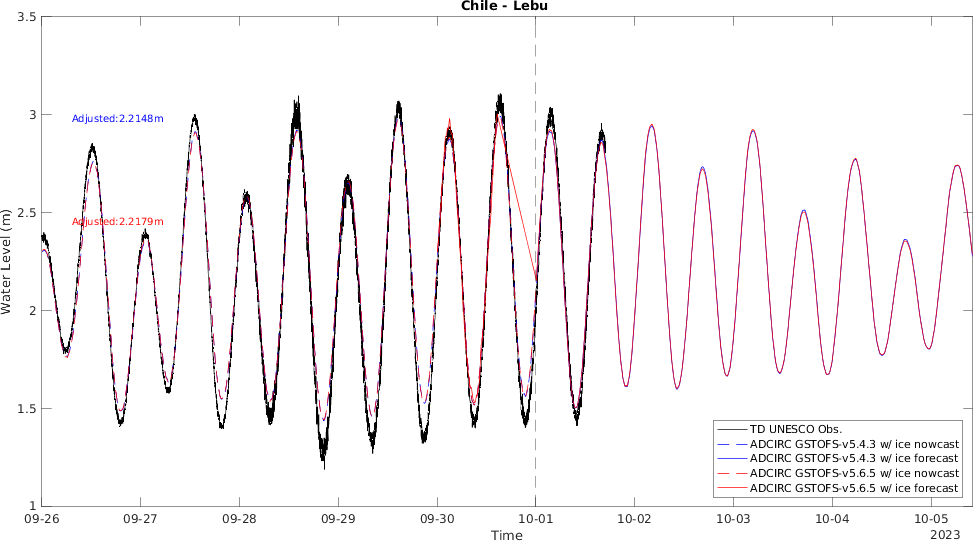 Chile - Lebu
3.5
3
2.5
2
1.5
1
Water Level (m)
Adjusted:2.2148m
Adjusted:2.2179m
TD UNESCO Obs.
ADCIRC GSTOFS-v5.4.3 w/ ice nowcast
ADCIRC GSTOFS-v5.4.3 w/ ice forecast
ADCIRC GSTOFS-v5.6.5 w/ ice nowcast
ADCIRC GSTOFS-v5.6.5 w/ ice forecast
09-26 09-27 09-28 09-29 09-30 10-01 10-02 10-03 10-04 10-05
Time
2023